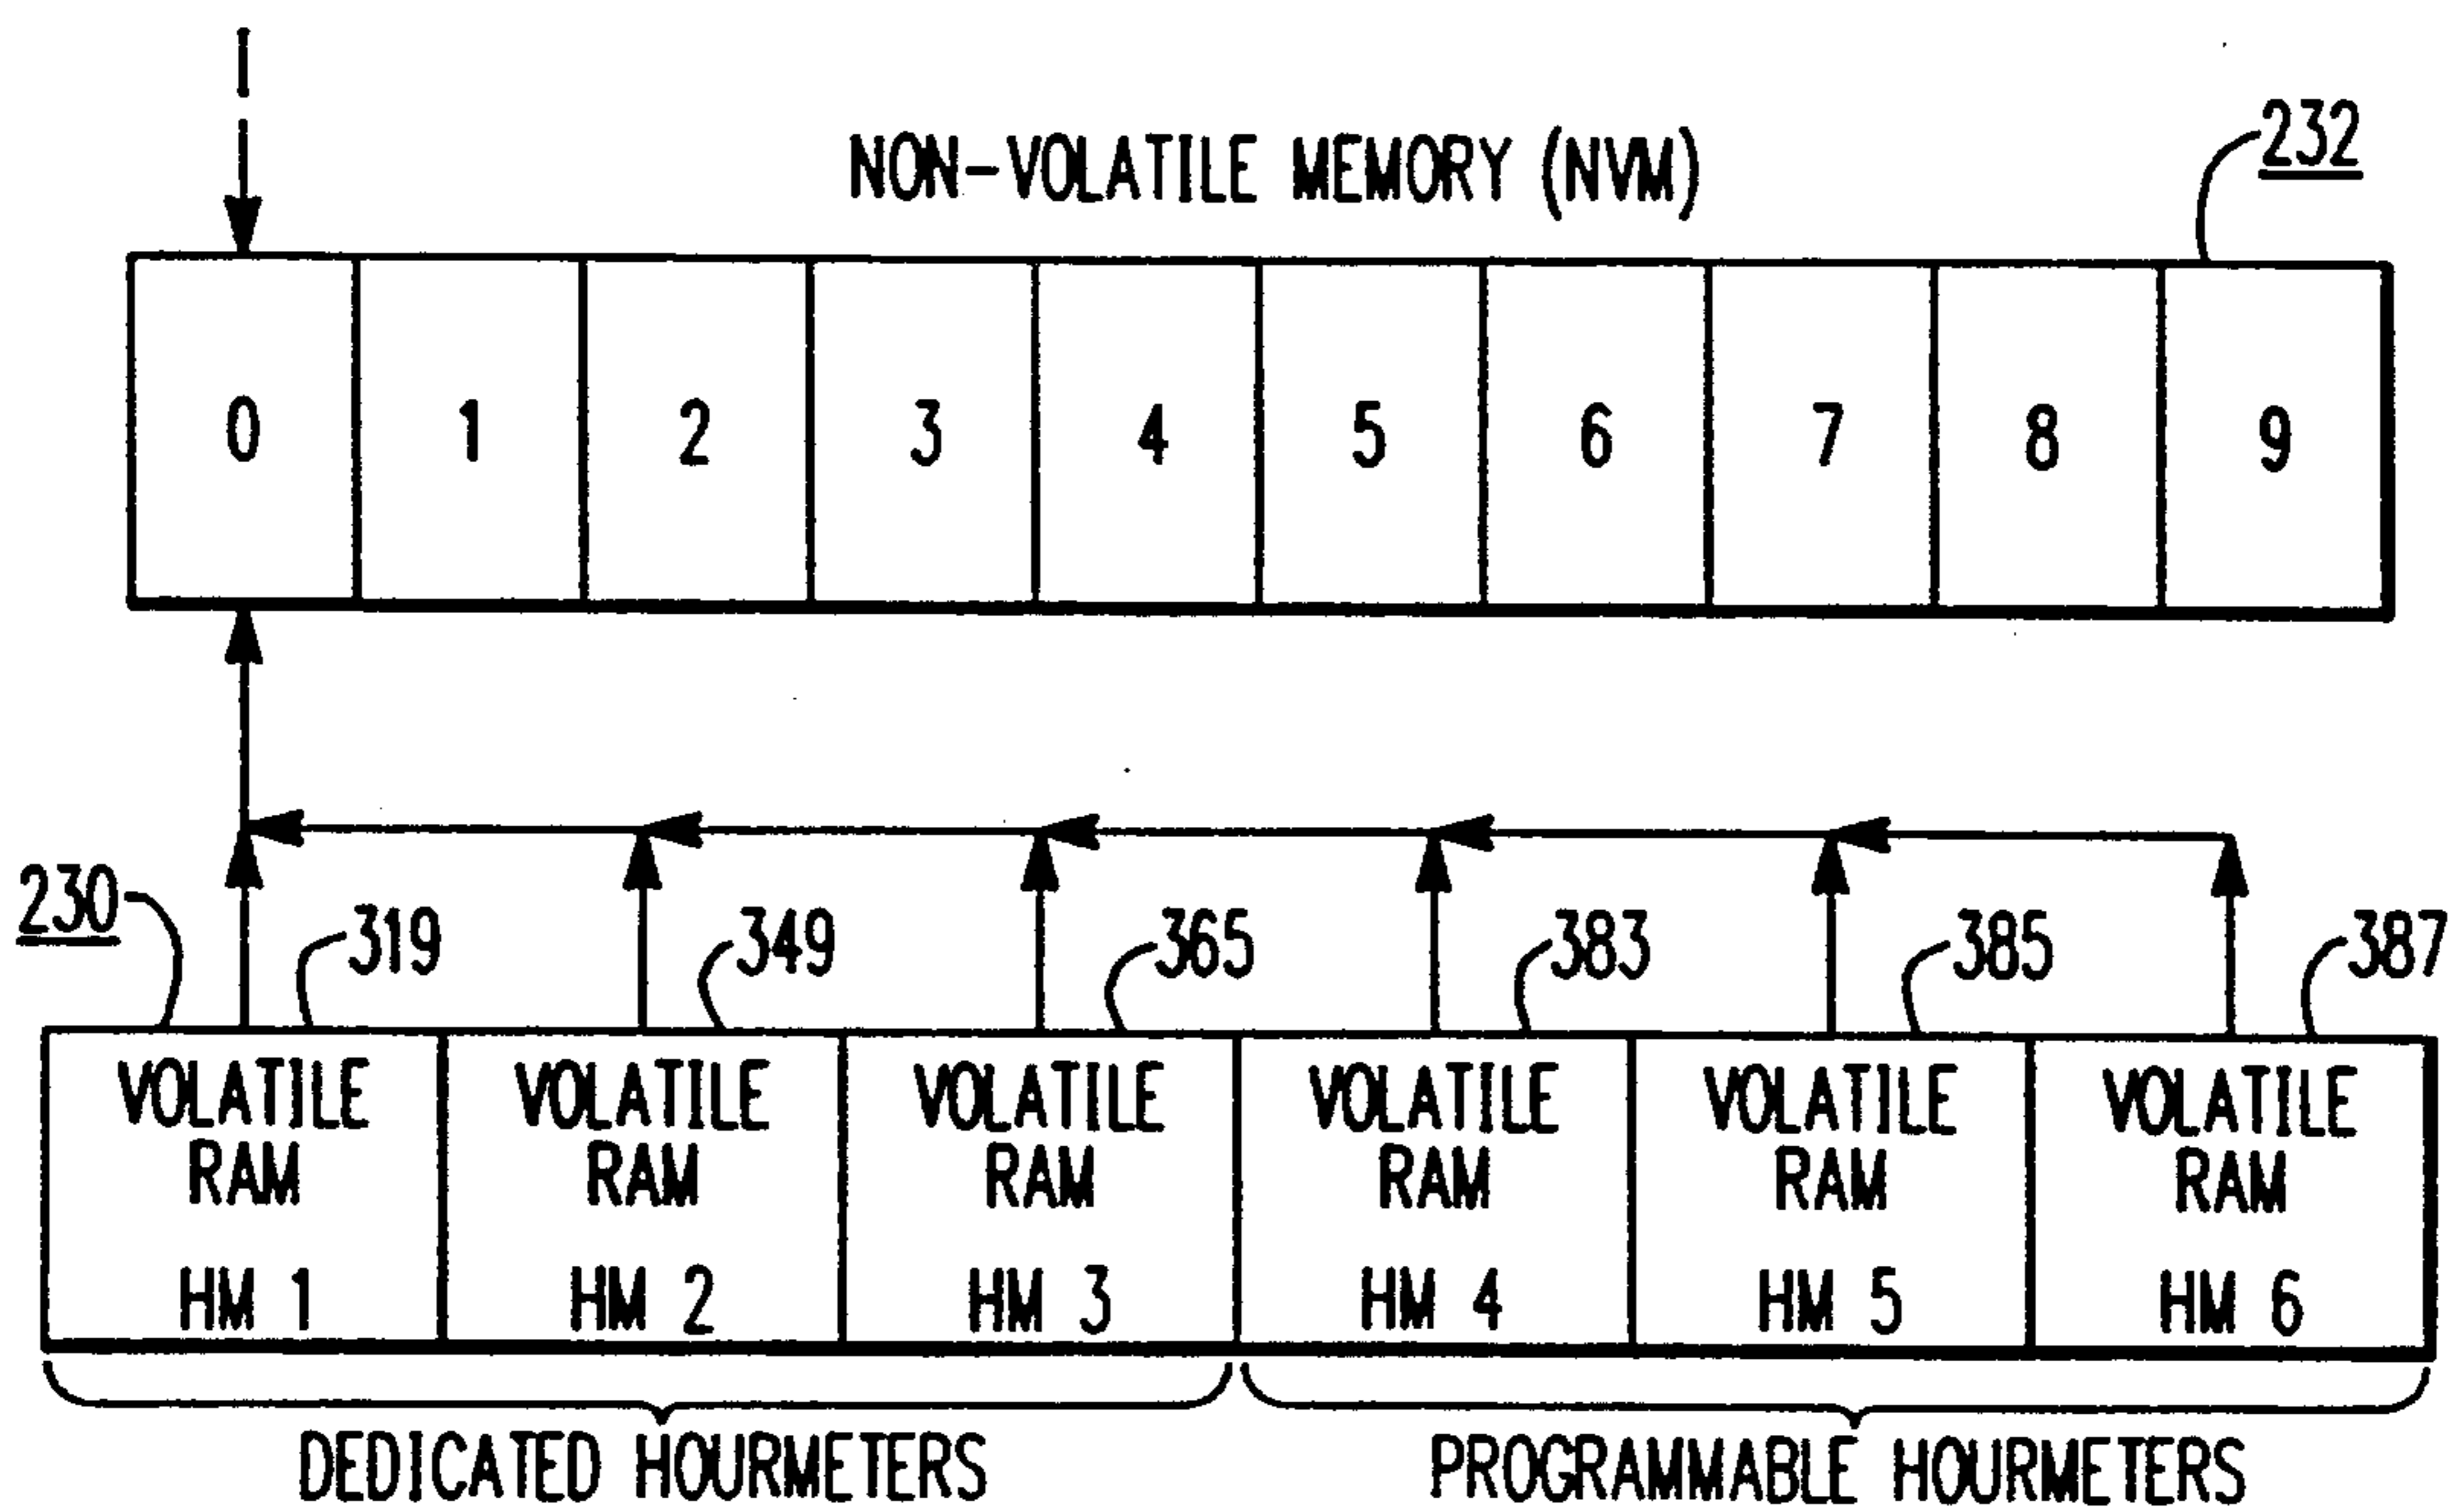 NON-VOLATILE MEMORY (NVM)
232
0 1 2 3 4 5 6 7 8 9
230 319 349 365 383 385 387
VOLATILE RAM HM 1
VOLATILE RAM HM 2
VOLATILE RAM HM 3
VOLATILE RAM HM 4
VOLATILE RAM HM 5
VOLATILE RAM HM 6
DEDICATED HOURMETERS
PROGRAMMABLE HOURMETERS